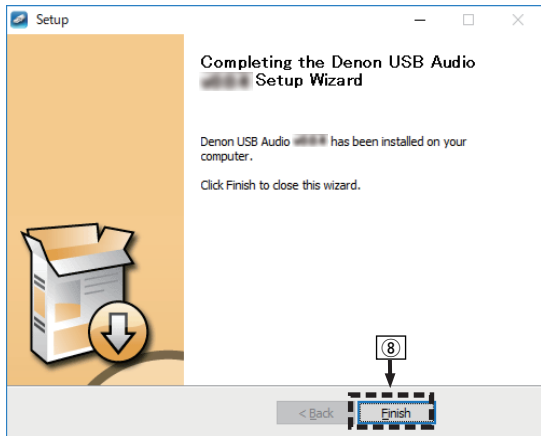 Setup
Completing the Denon USB Audio
Setup Wizard
Denon USB Audio has been installed on your
computer.
Click Finish to close this wizard.
⑧
< Back
Finish